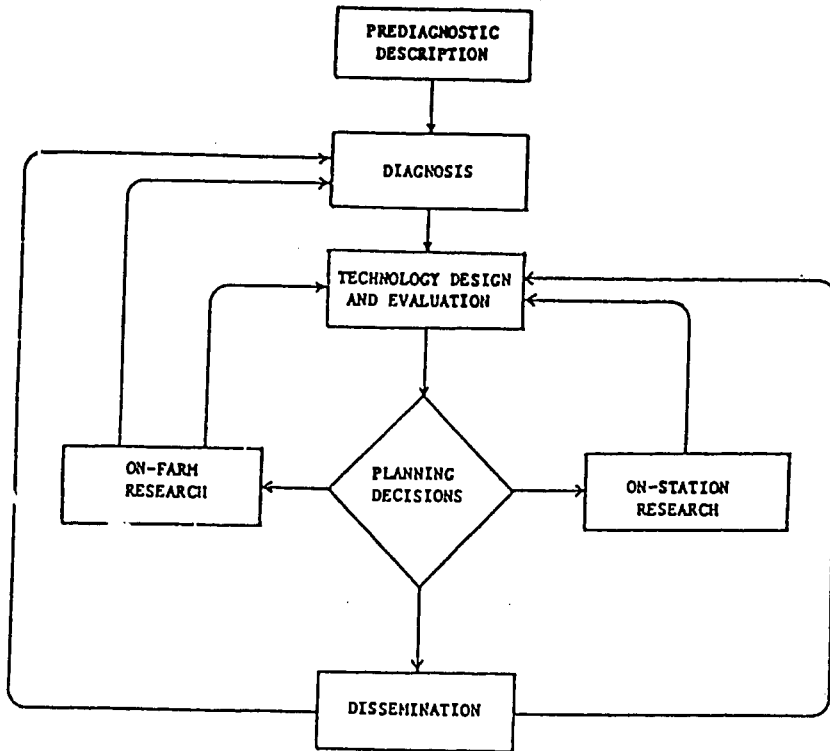 PREDIAGNOSTIC
DESCRIPTION
DIAGNOSIS
TECHNOLOGY DESIGN
AND EVALUATION
ON-FARM
RESEARCH
PLANNING
DECISIONS
ON-STATION
RESEARCH
DISSEMINATION